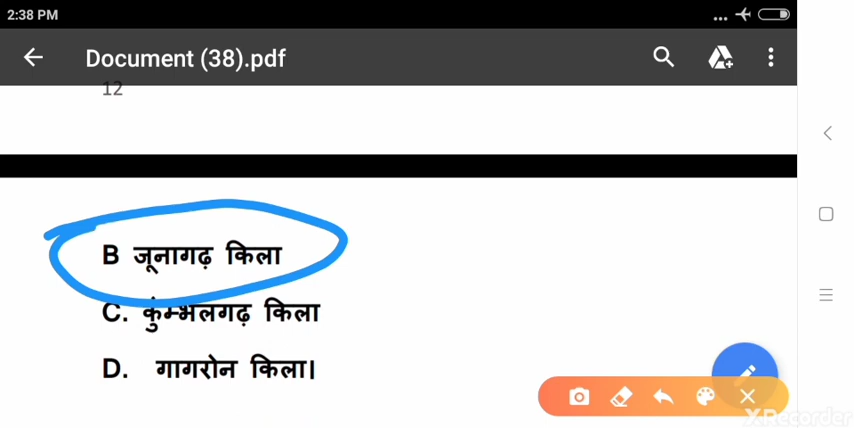 2:38 PM
Document (38).pdf
12
B जूनागढ़ किला
C. कुंम्भलगढ़ किला
D. गागरोन किला।
XRecorder